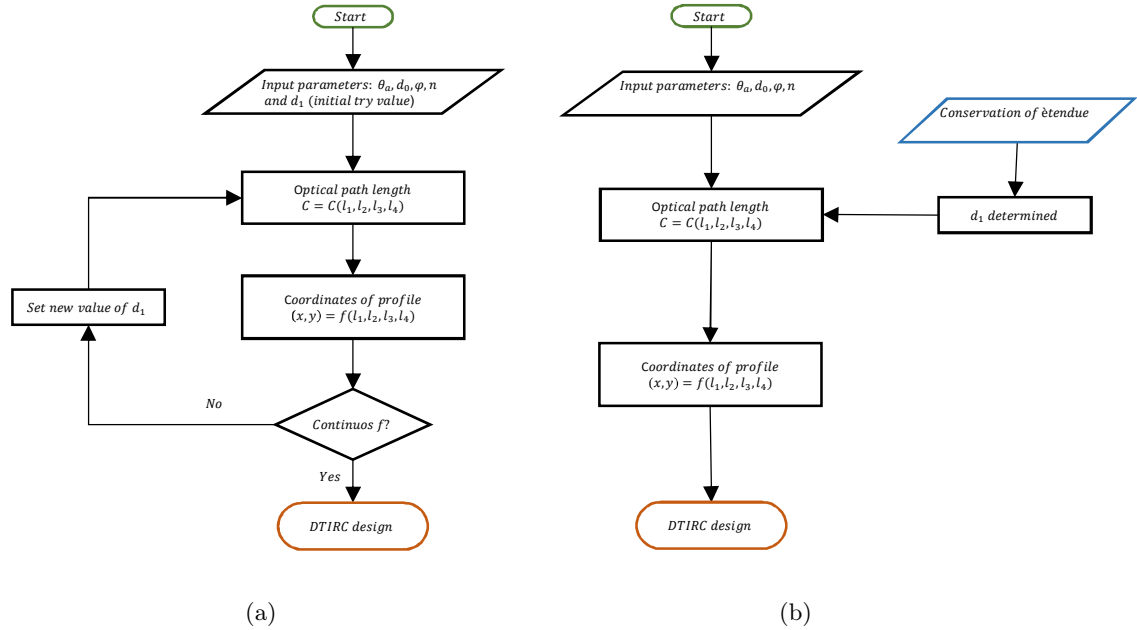 Start
Input parameters: θₐ, d₀, φ, n
and d₁ (initial try value)
Optical path length
C = C(l₁, l₂, l₃, l₄)
Set new value of d₁
Coordinates of profile
(x, y) = f(l₁, l₂, l₃, l₄)
No
Continuos f?
Yes
DTIRC design
(a)
Start
Input parameters: θₐ, d₀, φ, n
Conservation of ètendue
Optical path length
C = C(l₁, l₂, l₃, l₄)
d₁ determined
Coordinates of profile
(x, y) = f(l₁, l₂, l₃, l₄)
DTIRC design
(b)